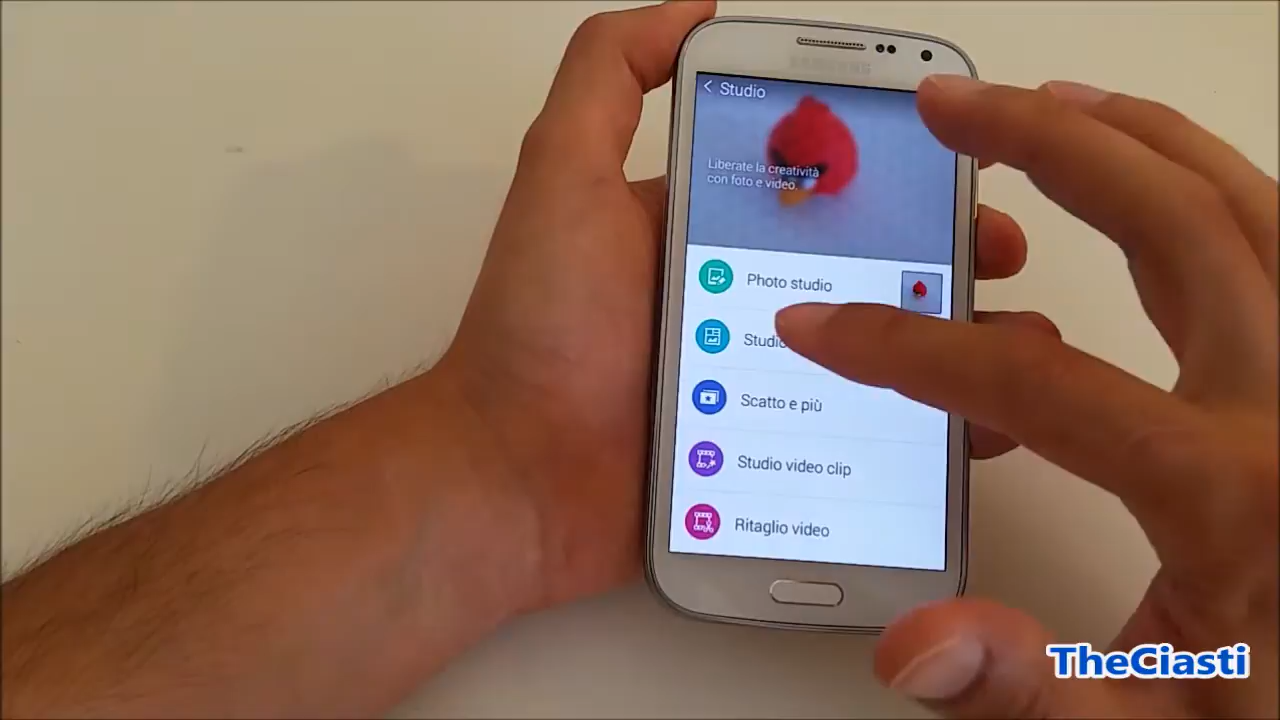 SAMSUNG
Studio
Liberate la creatività
con foto e video.
Photo studio
Studio
Scatto e più
Studio video clip
Ritaglio video
TheCiasti